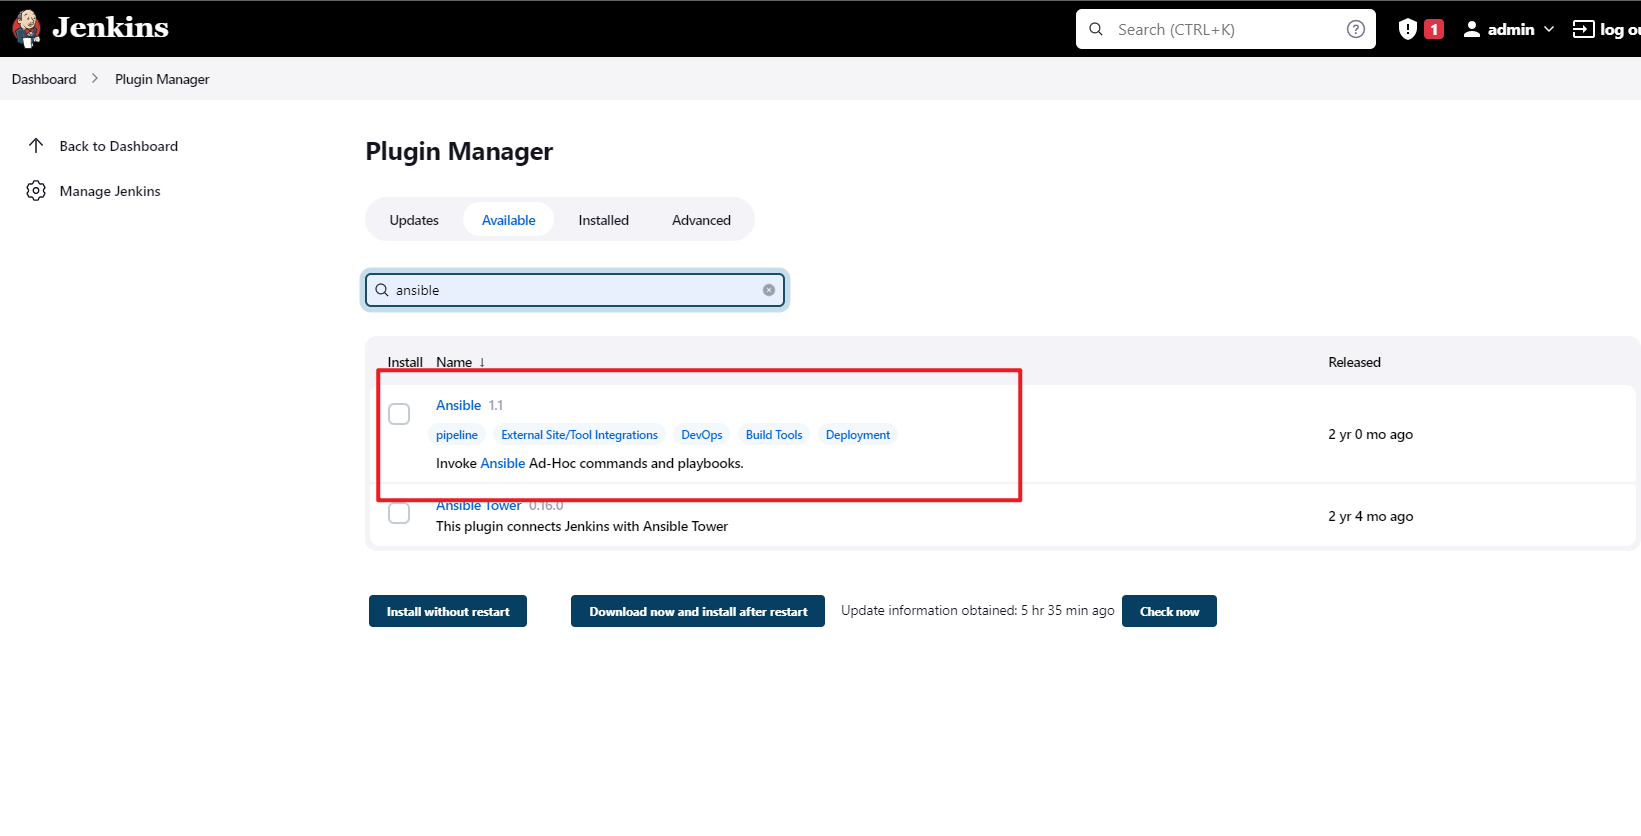 Jenkins
Search (CTRL+K)
1
admin
log ou
Dashboard
Plugin Manager
Back to Dashboard
Manage Jenkins
Plugin Manager
Updates Available Installed Advanced
ansible
Install Name ↓ Released
Ansible 1.1
pipeline External Site/Tool Integrations DevOps Build Tools Deployment
Invoke Ansible Ad-Hoc commands and playbooks.
2 yr 0 mo ago
Ansible Tower 0.16.0
This plugin connects Jenkins with Ansible Tower
2 yr 4 mo ago
Install without restart Download now and install after restart Update information obtained: 5 hr 35 min ago Check now